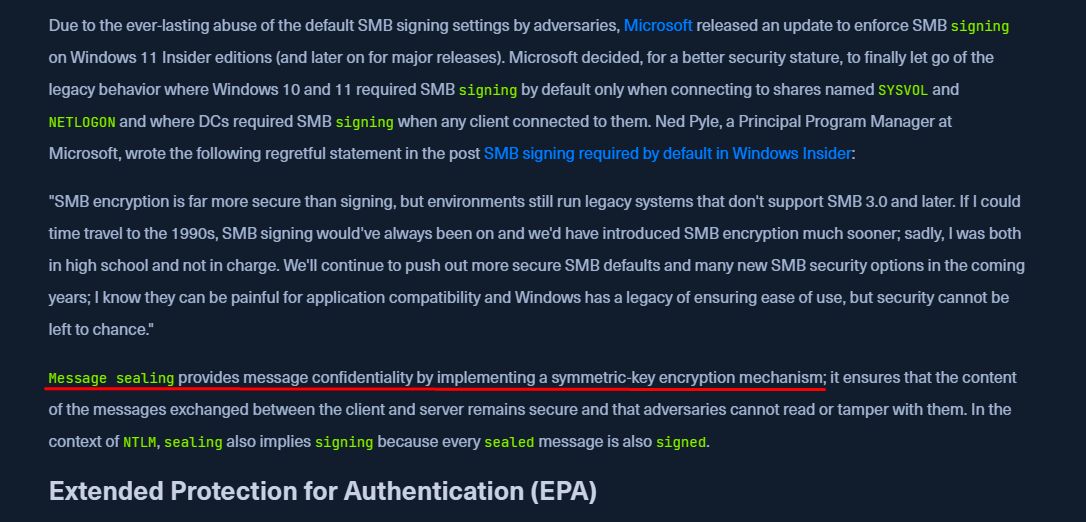 Due to the ever-lasting abuse of the default SMB signing settings by adversaries, Microsoft released an update to enforce SMB signing
on Windows 11 Insider editions (and later on for major releases). Microsoft decided, for a better security stature, to finally let go of the
legacy behavior where Windows 10 and 11 required SMB signing by default only when connecting to shares named SYSVOL and
NETLOGON and where DCs required SMB signing when any client connected to them. Ned Pyle, a Principal Program Manager at
Microsoft, wrote the following regretful statement in the post SMB signing required by default in Windows Insider:
"SMB encryption is far more secure than signing, but environments still run legacy systems that don't support SMB 3.0 and later. If I could
time travel to the 1990s, SMB signing would've always been on and we'd have introduced SMB encryption much sooner; sadly, I was both
in high school and not in charge. We'll continue to push out more secure SMB defaults and many new SMB security options in the coming
years; I know they can be painful for application compatibility and Windows has a legacy of ensuring ease of use, but security cannot be
left to chance."
Message sealing provides message confidentiality by implementing a symmetric-key encryption mechanism; it ensures that the content
of the messages exchanged between the client and server remains secure and that adversaries cannot read or tamper with them. In the
context of NTLM, sealing also implies signing because every sealed message is also signed.
Extended Protection for Authentication (EPA)